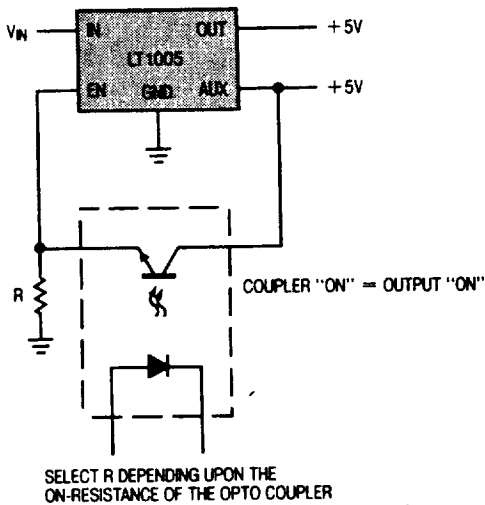 VIN IN OUT +5V
LT1005
EN GND AUX +5V
R
COUPLER "ON" = OUTPUT "ON"
SELECT R DEPENDING UPON THE
ON-RESISTANCE OF THE OPTO COUPLER